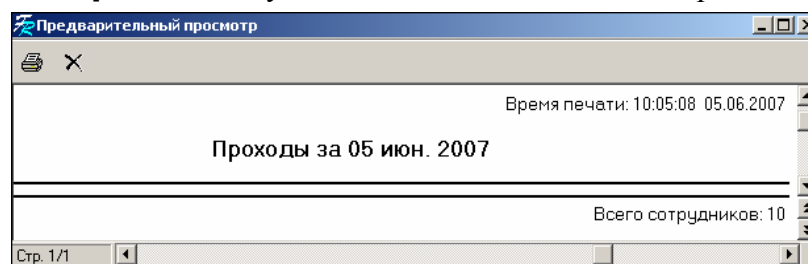 Предварительный просмотр
Время печати: 10:05:08 05.06.2007
Проходы за 05 июн. 2007
Всего сотрудников: 10
Стр. 1/1